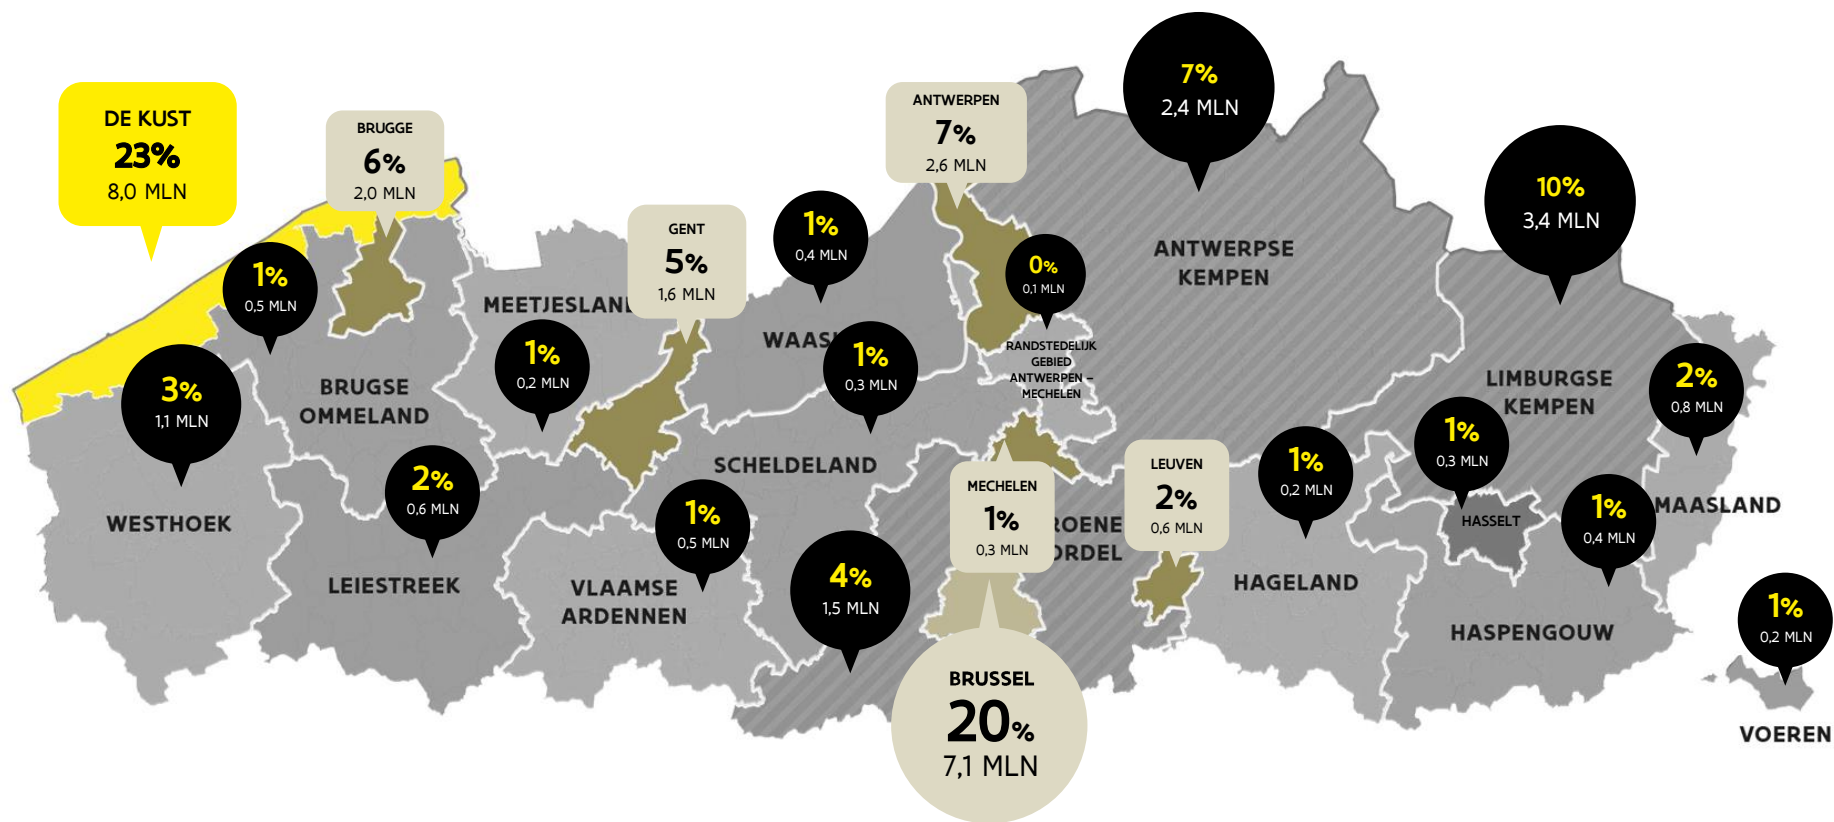 DE KUST
23%
8,0 MLN
BRUGGE
6%
2,0 MLN
GENT
5%
1,6 MLN
ANTWERPEN
7%
2,6 MLN
7%
2,4 MLN
10%
3,4 MLN
1%
0,4 MLN
0%
0,1 MLN
1%
0,5 MLN
ANTWERPSE
KEMPEN
MEETJESLAN
WAAS
1%
0,2 MLN
1%
0,3 MLN
RANDSTEDELIJK
GEBIED
ANTWERPEN –
MECHELEN
3%
1,1 MLN
BRUGSE
OMMELAND
LIMBURGSE
KEMPEN
2%
0,8 MLN
1%
0,3 MLN
SCHELDELAND
2%
0,6 MLN
1%
0,2 MLN
LEUVEN
2%
0,6 MLN
MECHELEN
1%
0,3 MLN
WESTHOEK
1%
0,5 MLN
ROENE
ORDEL
HASSELT
1%
0,4 MLN
MAASLAND
LEIESTREEK
VLAAMSE
ARDENNEN
4%
1,5 MLN
HAGELAND
HASPENGOUW
1%
0,2 MLN
BRUSSEL
20%
7,1 MLN
VOEREN